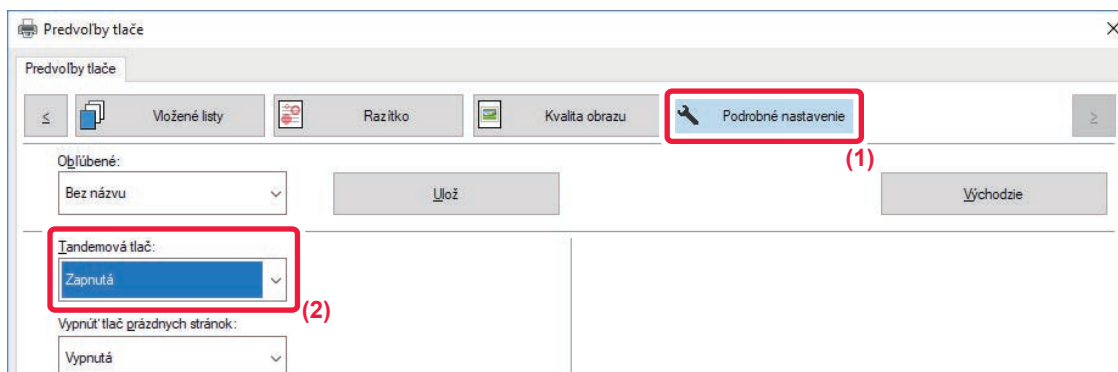 Predvoľby tlače
Predvoľby tlače
< Vložené listy Razítko Kvalita obrazu Podrobné nastavenie >
(1)
Obľúbené:
Bez názvu Ulož Východzie
Tandemová tlač:
Zapnutá
(2)
Vypnúť tlač prázdnych stránok:
Vypnutá